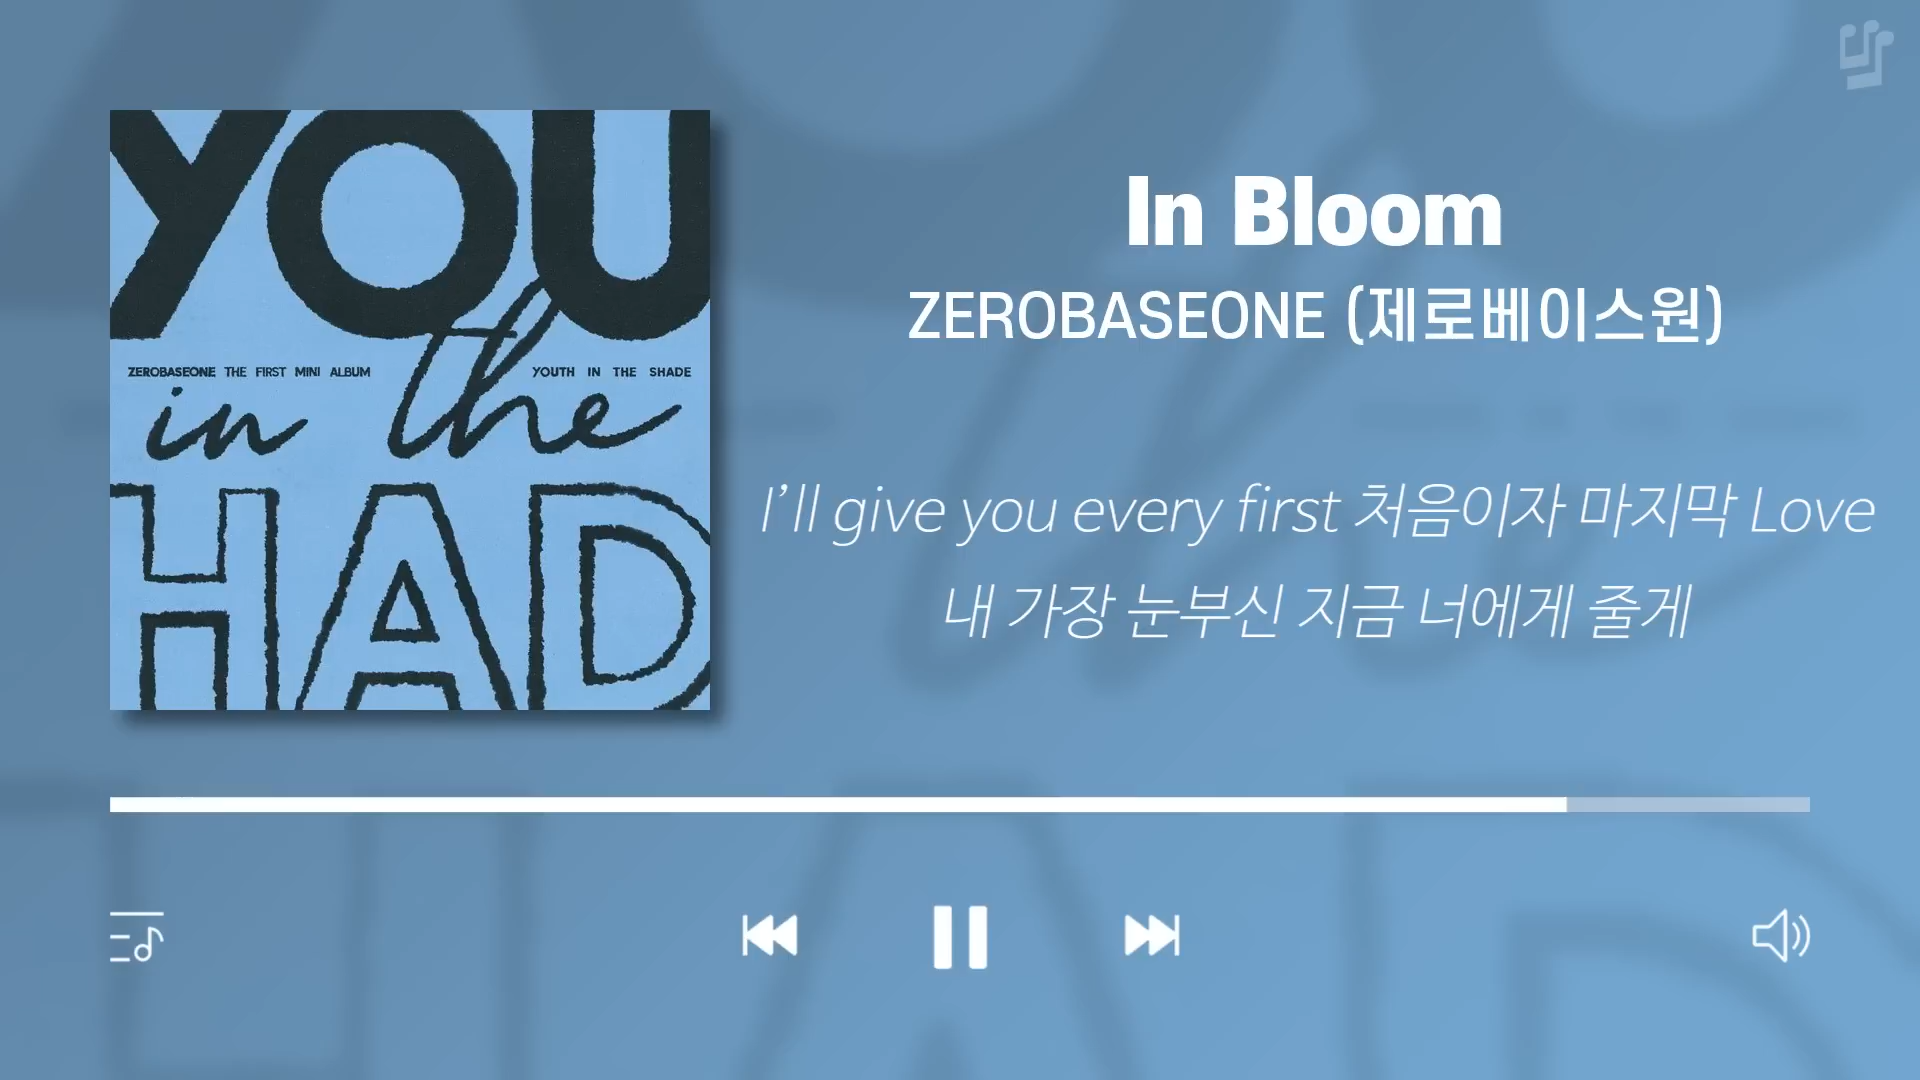 YOU
ZEROBASEONE THE FIRST MINI ALBUM
YOUTH IN THE SHADE
in the
HAD
In Bloom
ZEROBASEONE (제로베이스원)
I’ll give you every first 처음이자 마지막 Love
내 가장 눈부신 지금 너에게 줄게